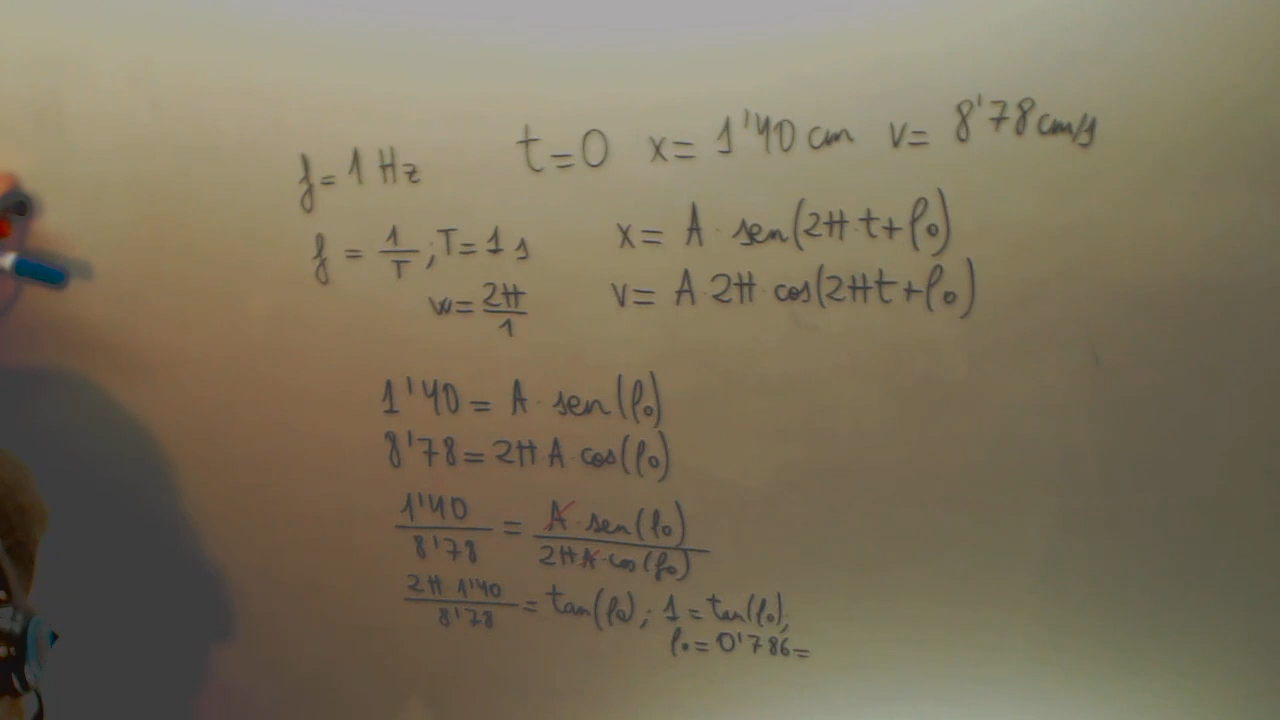 f = 1 Hz t = 0 x = 1'40 cm v = 8'78 cm/s
f = 1/T ; T = 1 s x = A · sen(2π·t+φ₀)
w = 2π/1 v = A·2π·cos(2πt+φ₀)
1'40 = A · sen(φ₀)
8'78 = 2π A·cos(φ₀)
1'40/8'78 = A·sen(φ₀)/2πA·cos(φ₀)
2π·1'40/8'78 = tan(φ₀); 1 = tan(φ₀);
φ₀ = 0'786 =